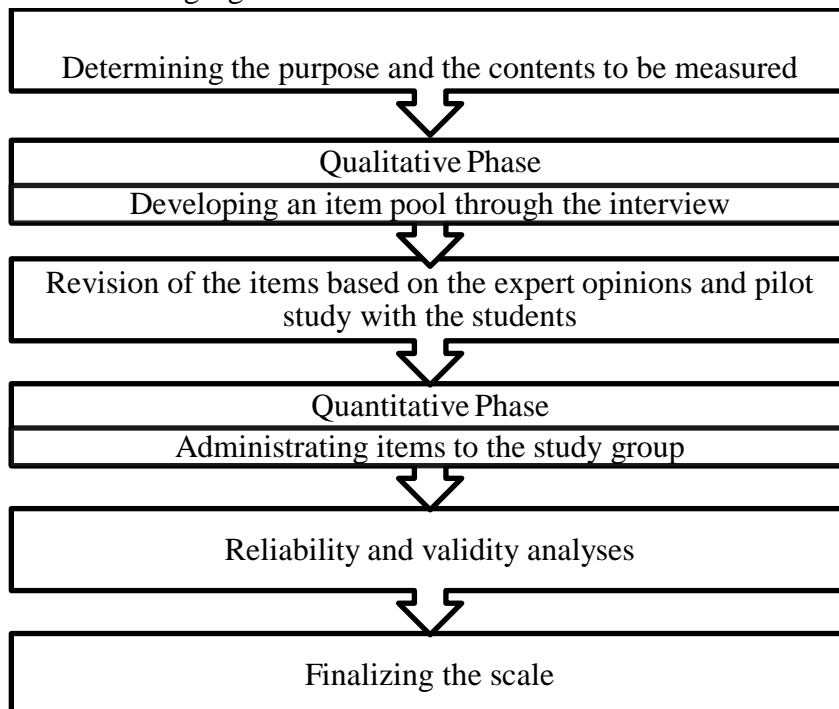 Determining the purpose and the contents to be measured
Qualitative Phase
Developing an item pool through the interview
Revision of the items based on the expert opinions and pilot
study with the students
Quantitative Phase
Administrating items to the study group
Reliability and validity analyses
Finalizing the scale